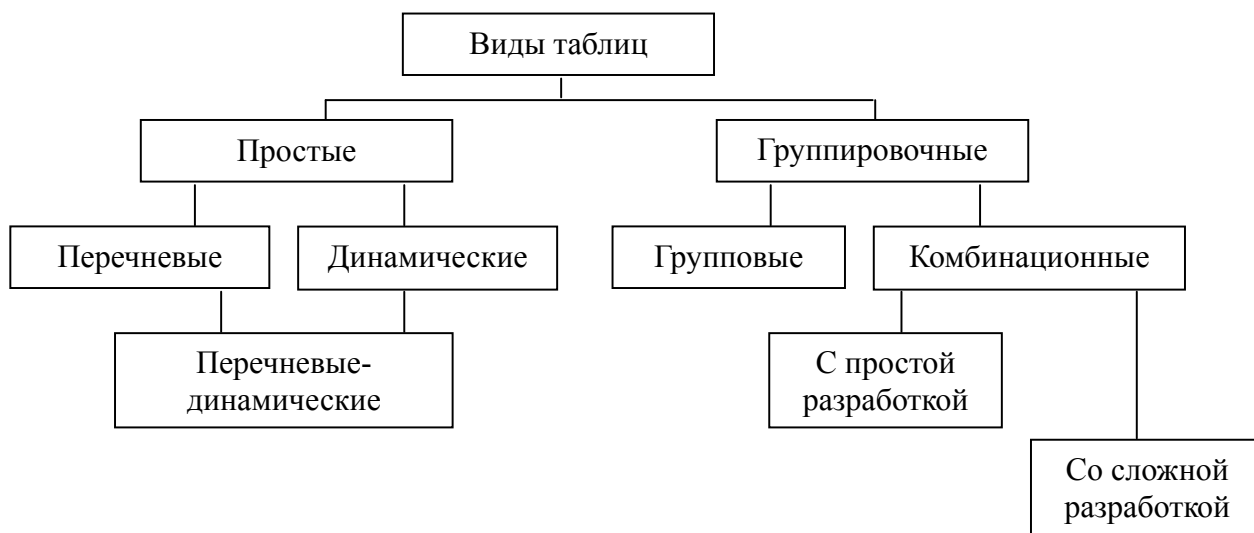 Виды таблиц
Простые
Группировочные
Перечневые
Динамические
Групповые
Комбинационные
Перечневые-
динамические
С простой
разработкой
Со сложной
разработкой